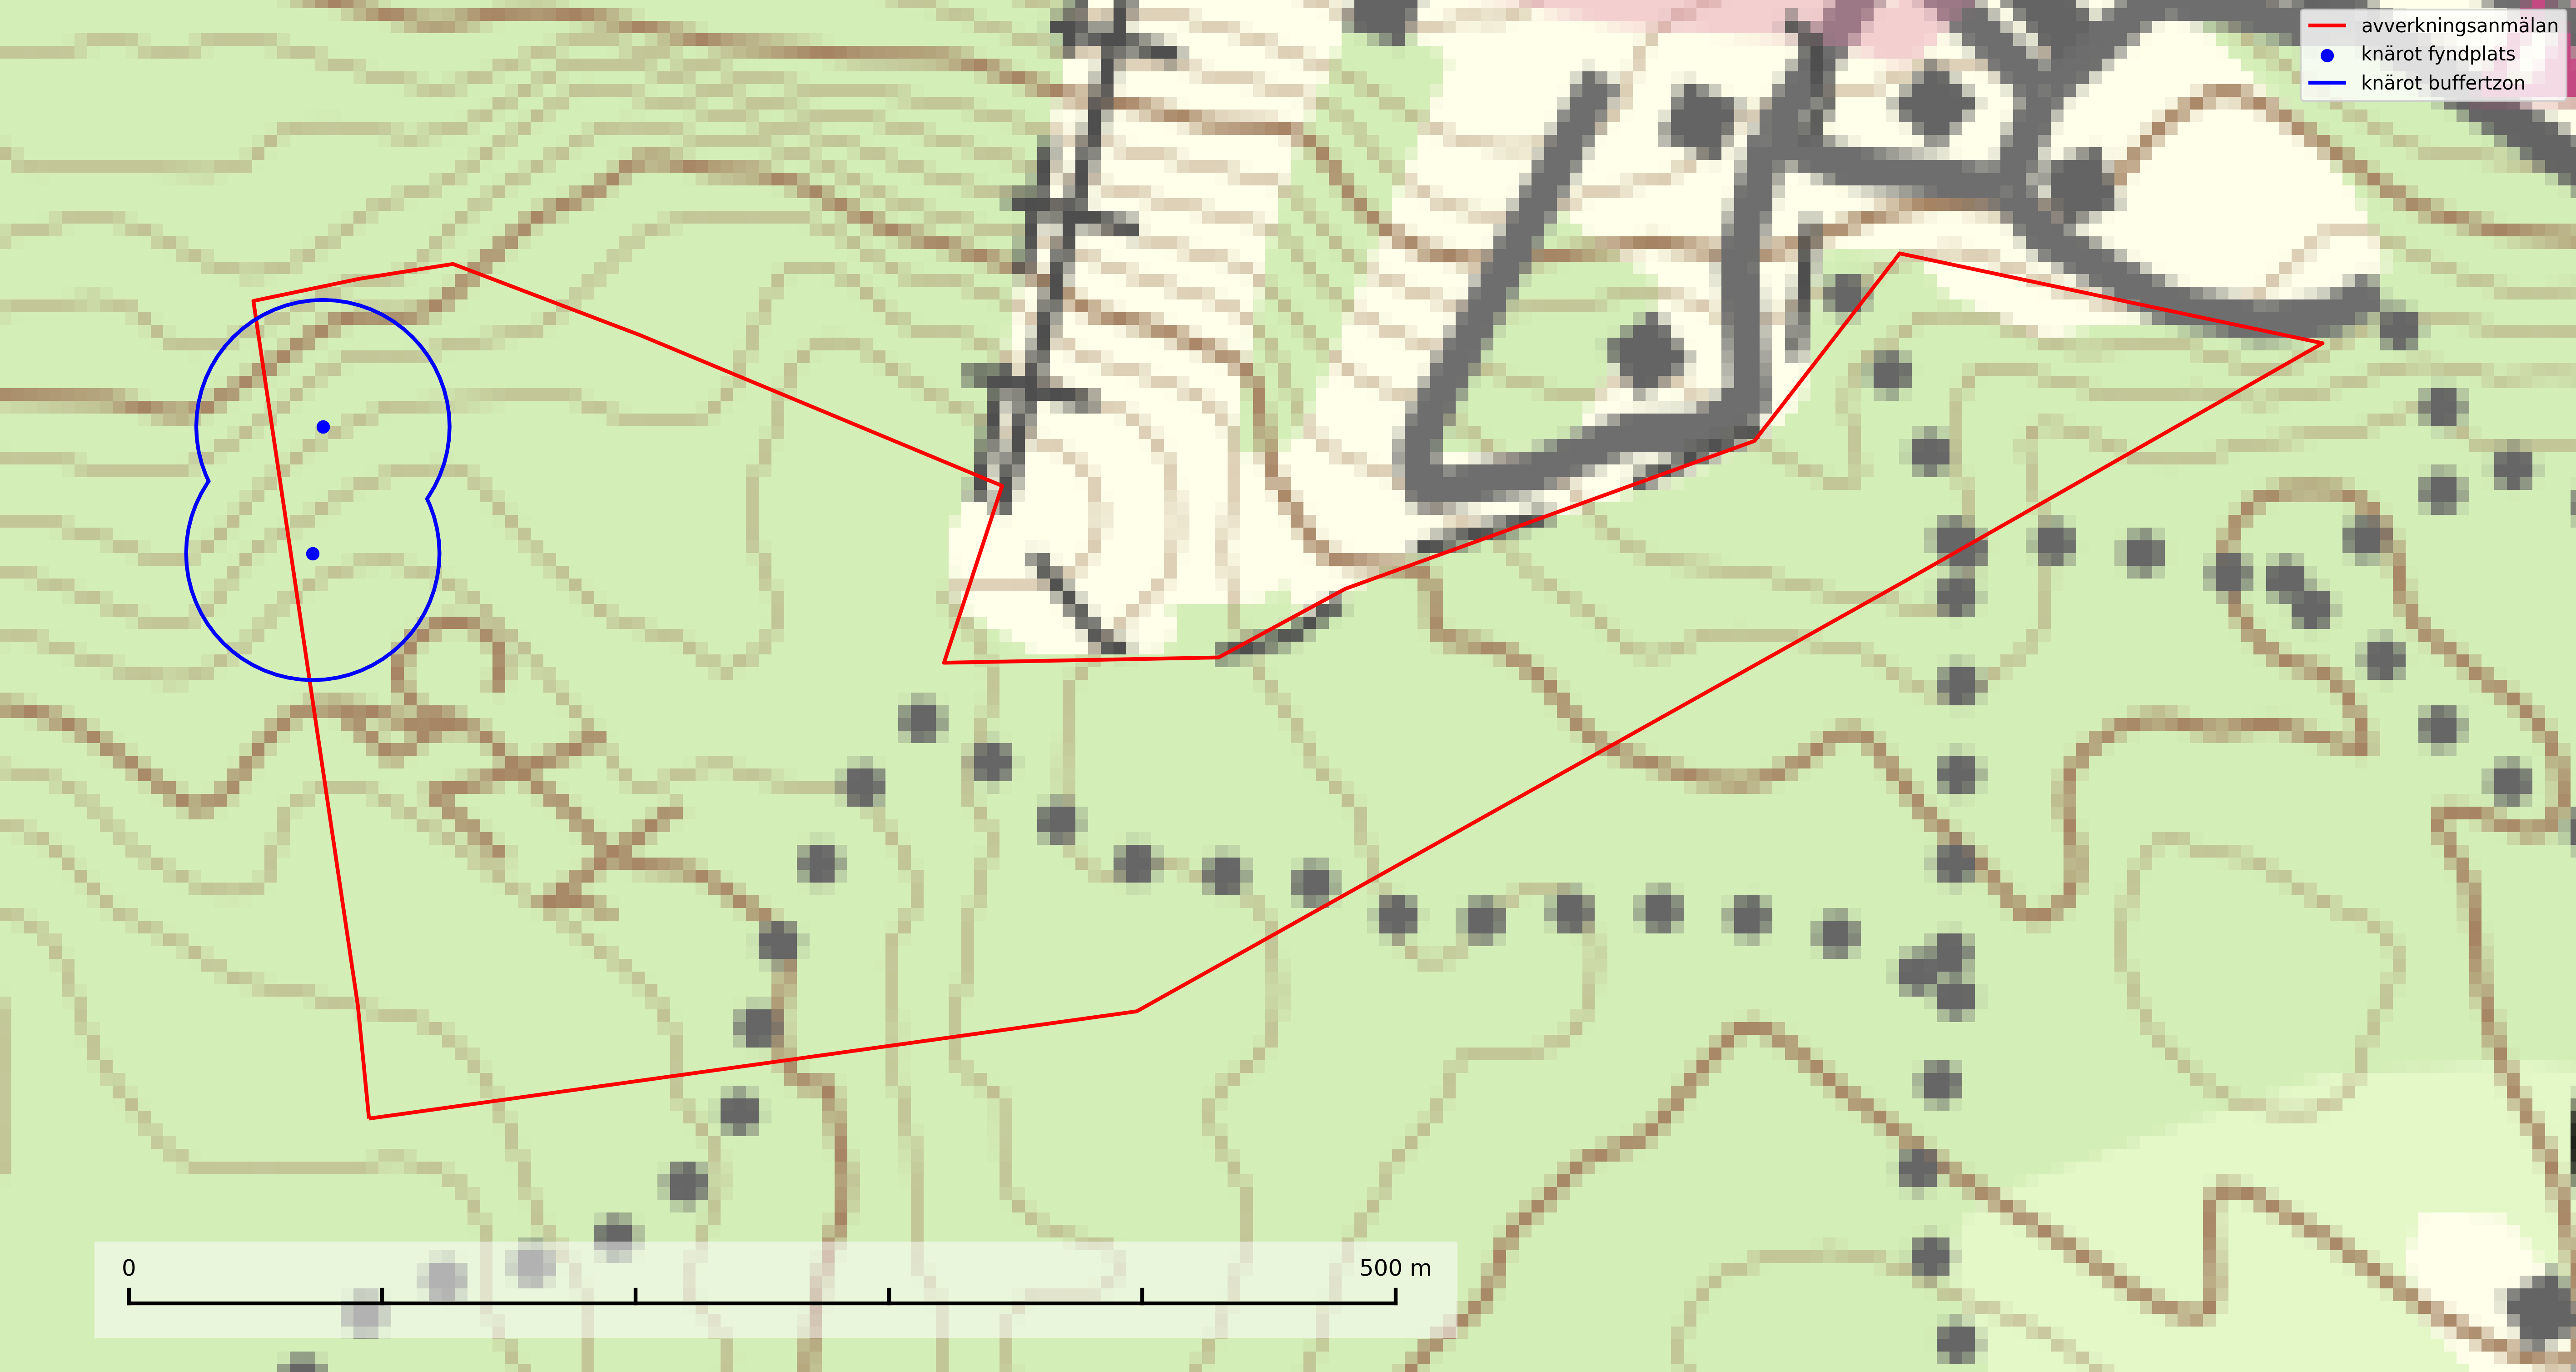 avverkningsanmälan
knärot fyndplats
knärot buffertzon
0 500 m